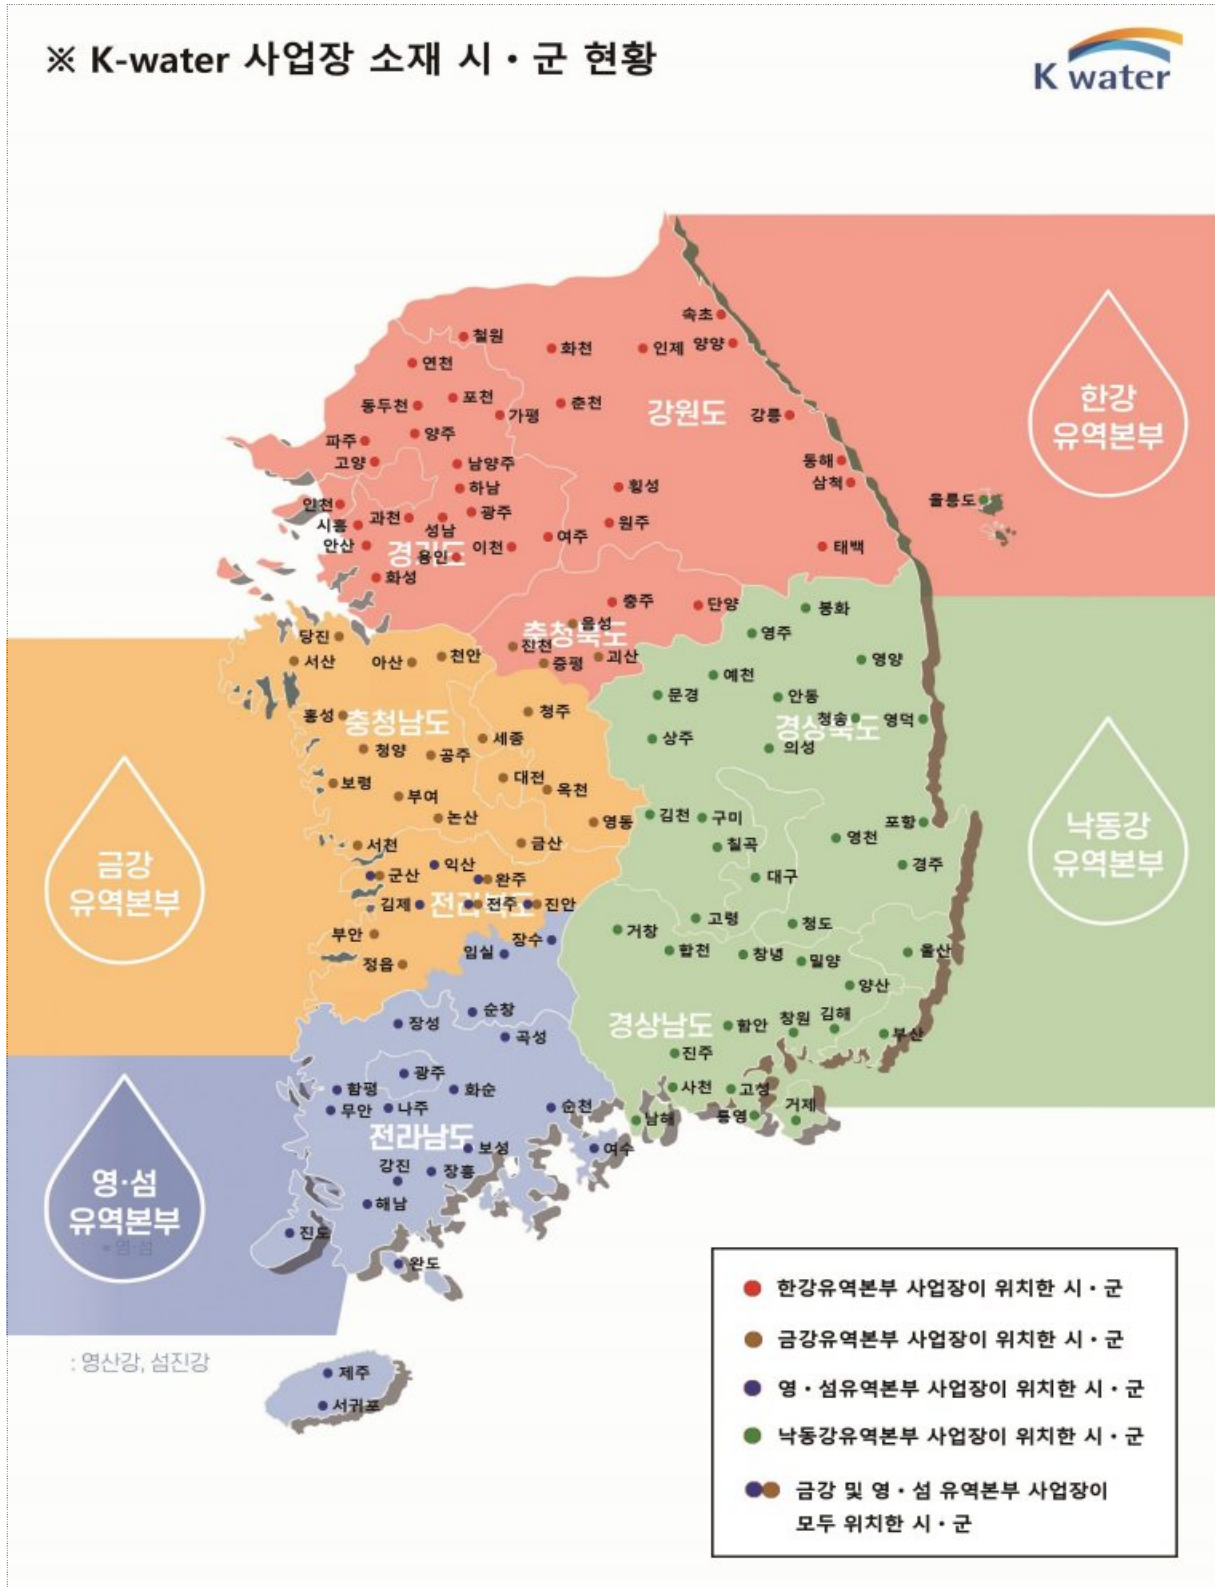 ※ K-water 사업장 소재 시・군 현황
K water
속초
철원
화천
인제
양양
연천
포천
동두천
춘천
가평
강원도
강릉
한강
유역본부
양주
파주
고양
남양주
동해
삼척
하남
횡성
울릉도
인천
과천
광주
시흥
성남
원주
안산
경기도
용인
이천
여주
태백
화성
충주
단양
봉화
음성
영주
당진
충청북도
진천
서산
아산
천안
증평
괴산
영양
예천
문경
안동
홍성
충청남도
청주
청송
영덕
경상북도
세종
상주
의성
청양
공주
보령
대전
옥천
부여
논산
영동
김천
구미
포항
낙동강
유역본부
서천
금산
칠곡
영천
금강
유역본부
익산
경주
군산
완주
대구
김제
전라북도
전주
진안
고령
부안
장수
거창
청도
임실
합천
창녕
밀양
울산
정읍
양산
순창
장성
경상남도
함안
창원
김해
곡성
부산
진주
광주
함평
화순
사천
고성
무안
나주
순천
남해
통영
거제
전라남도
보성
여수
영·섬
유역본부
영·섬
강진
장흥
해남
진도
완도
: 영산강, 섬진강
제주
서귀포
한강유역본부 사업장이 위치한 시・군
금강유역본부 사업장이 위치한 시・군
영・섬유역본부 사업장이 위치한 시・군
낙동강유역본부 사업장이 위치한 시・군
금강 및 영・섬 유역본부 사업장이
모두 위치한 시・군